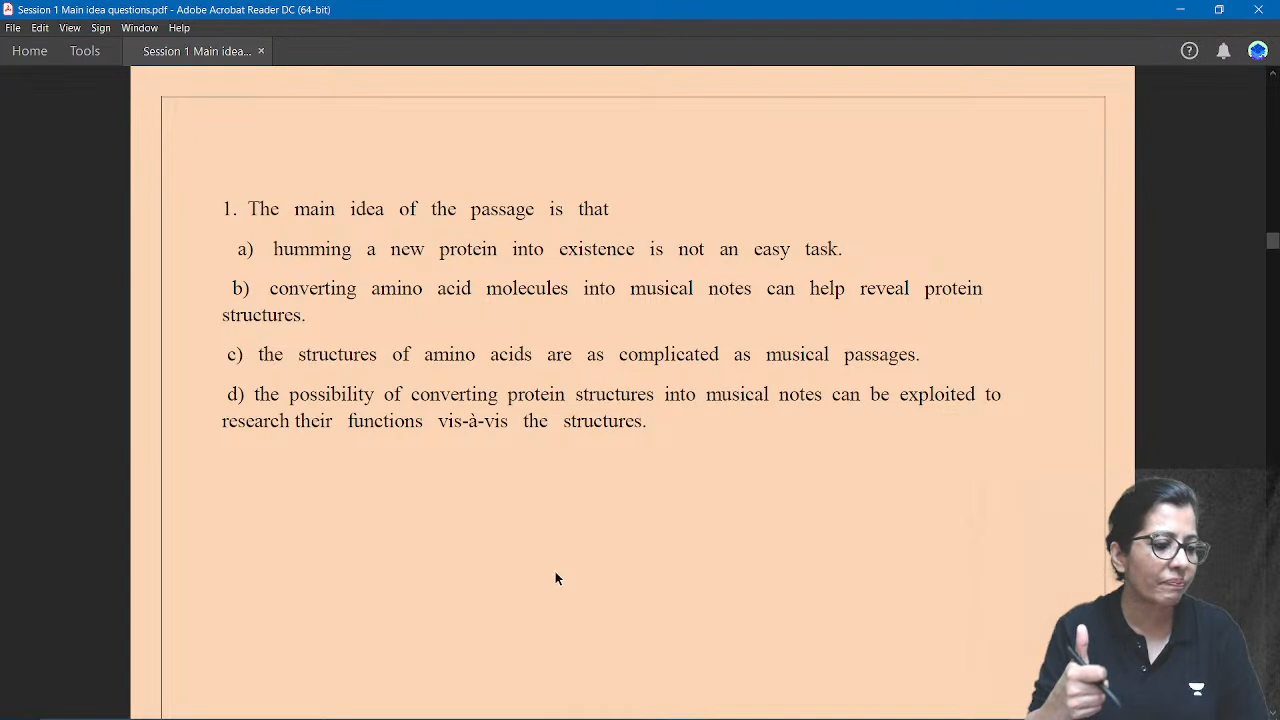 Session 1 Main idea questions.pdf - Adobe Acrobat Reader DC (64-bit)
File Edit View Sign Window Help
Home Tools Session 1 Main idea... ×
1. The main idea of the passage is that
a) humming a new protein into existence is not an easy task.
b) converting amino acid molecules into musical notes can help reveal protein
structures.
c) the structures of amino acids are as complicated as musical passages.
d) the possibility of converting protein structures into musical notes can be exploited to
research their functions vis-à-vis the structures.